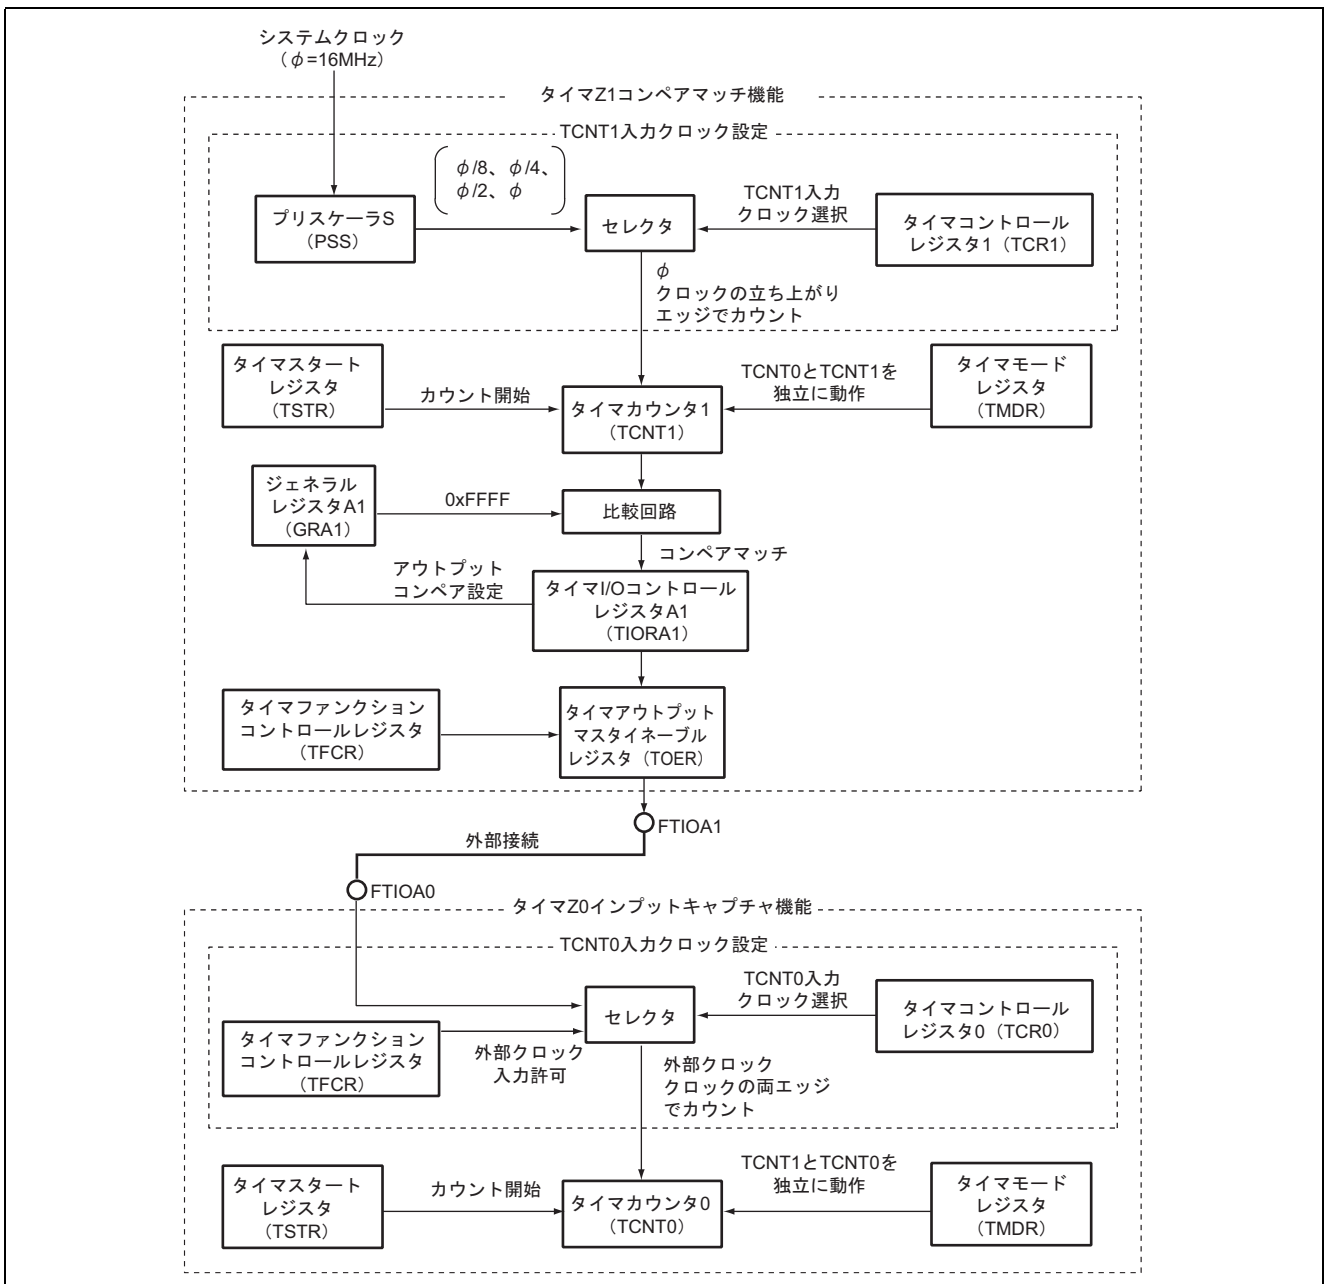 システムクロック
（φ=16MHz）
タイマZ1コンペアマッチ機能
TCNT1入力クロック設定
φ/8、φ/4、
φ/2、φ
プリスケーラS
（PSS）
セレクタ
TCNT1入力
クロック選択
タイマコントロール
レジスタ1（TCR1）
φ
クロックの立ち上がり
エッジでカウント
タイマスタート
レジスタ
（TSTR）
カウント開始
タイマカウンタ1
（TCNT1）
TCNT0とTCNT1を
独立に動作
タイマモード
レジスタ
（TMDR）
ジェネラル
レジスタA1
（GRA1）
0xFFFF
比較回路
コンペアマッチ
アウトプット
コンペア設定
タイマI/Oコントロール
レジスタA1
（TIORA1）
タイマファンクション
コントロールレジスタ
（TFCR）
タイマアウトプット
マスタイネーブル
レジスタ（TOER）
FTIOA1
外部接続
FTIOA0
タイマZ0インプットキャプチャ機能
TCNT0入力クロック設定
セレクタ
TCNT0入力
クロック選択
タイマコントロール
レジスタ0（TCR0）
タイマファンクション
コントロールレジスタ
（TFCR）
外部クロック
入力許可
外部クロック
クロックの両エッジ
でカウント
タイマスタート
レジスタ
（TSTR）
カウント開始
タイマカウンタ0
（TCNT0）
TCNT1とTCNT0を
独立に動作
タイマモード
レジスタ
（TMDR）